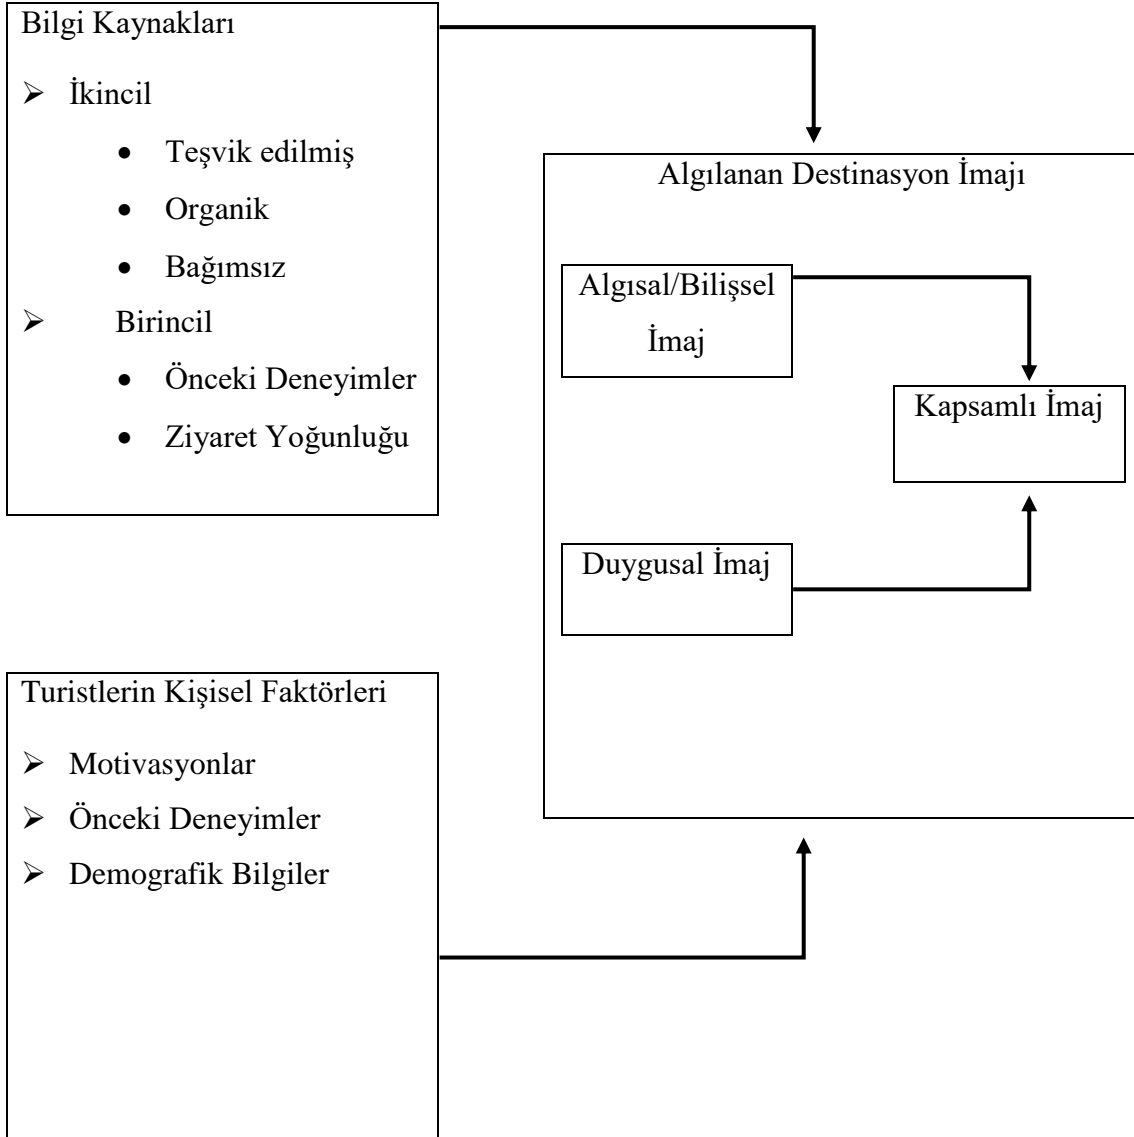 Bilgi Kaynakları
➢ İkincil
• Teşvik edilmiş
• Organik
• Bağımsız
➢ Birincil
• Önceki Deneyimler
• Ziyaret Yoğunluğu
Algılanan Destinasyon İmajı
Algısal/Bilişsel
İmaj
Kapsamlı İmaj
Duygusal İmaj
Turistlerin Kişisel Faktörleri
➢ Motivasyonlar
➢ Önceki Deneyimler
➢ Demografik Bilgiler